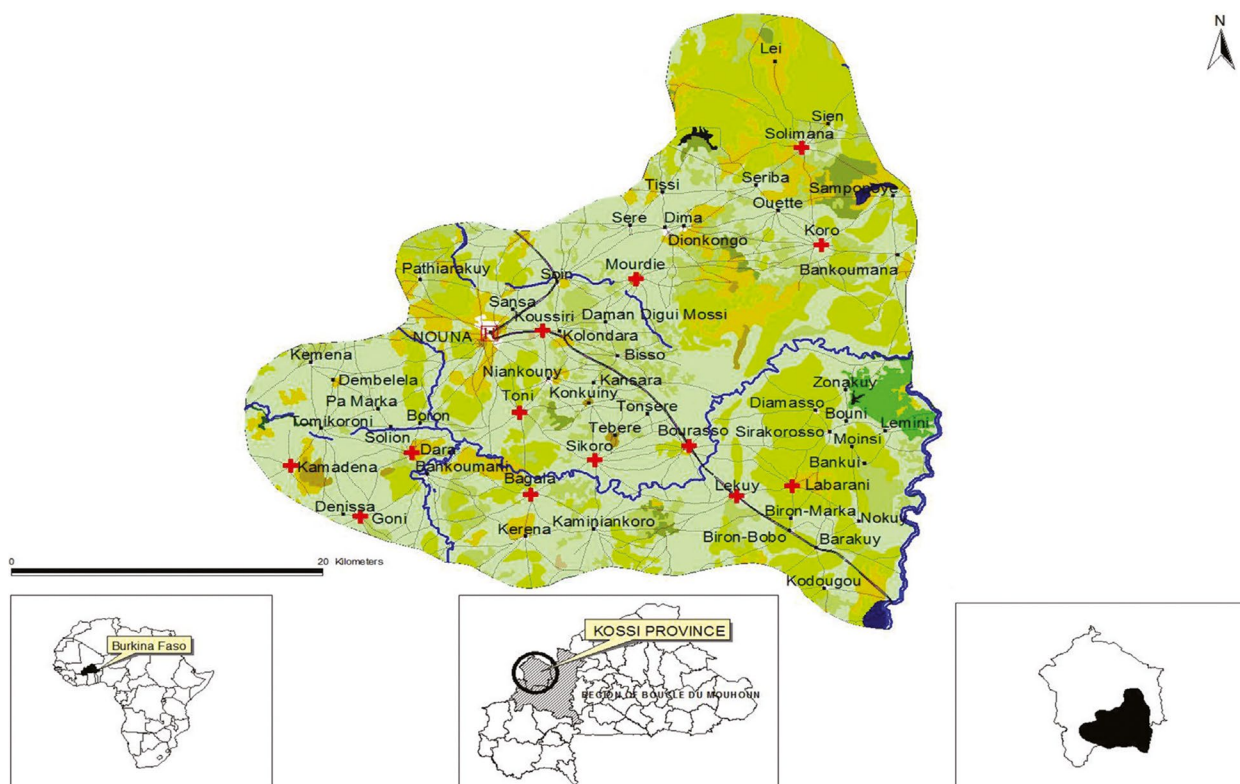 N
Lei
Sien
Solimana
Seriba
Tissi
Samponoye
Ouette
Sere
Dima
Dionkongo
Koro
Bankoumana
Mourdie
Pathiarakuy
Soin
Sansa
Koussiri
Daman
Digui Mossi
NOUNA
H
Kolondara
Bisso
Kemena
Niankouny
Kansara
Dembelela
Konkuiny
Zonakuy
Pa Marka
Toni
Tonsere
Diamasso
Bouni
Tomikoroni
Boron
Tebere
Sirakorosso
Lemini
Solion
Bourasso
Moinsi
Dara
Sikoro
Bankui
Kamadena
Bankoumani
Bagala
Lekuy
Labarani
Denissa
Goni
Biron-Marka
Nokuy
Kerena
Kaminiankoro
Biron-Bobo
Barakuy
Kodougou
0
20 Kilometers
Burkina Faso
KOSSI PROVINCE
REGION OF BOUCLE DU MOUHOUN